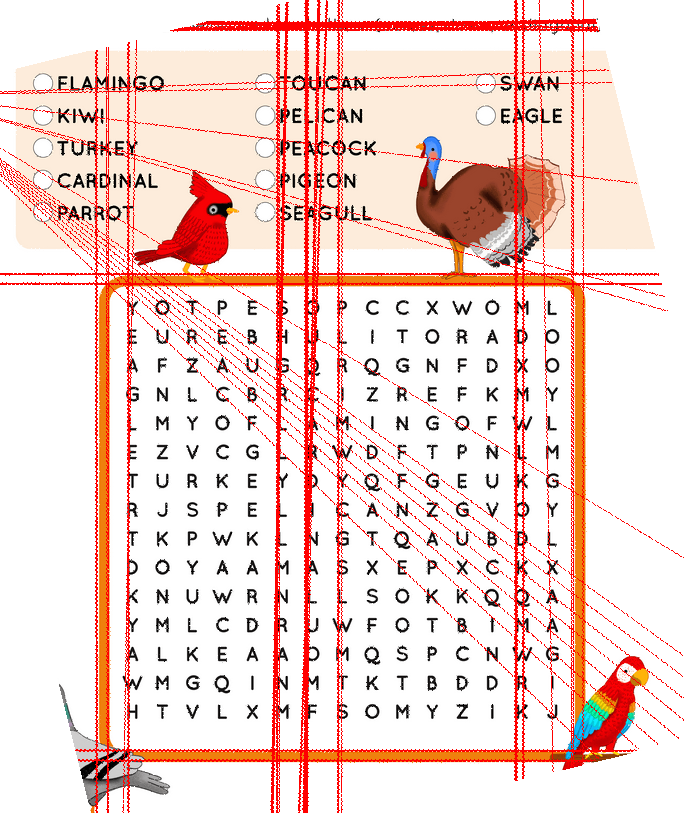 FLAMINGO TOUCAN SWAN
KIWI PELICAN EAGLE
TURKEY PEACOCK
CARDINAL PIGEON
PARROT SEAGULL
Y O T P E S O P C C X W O M L
E U R E B H U L I T O R A D O
A F Z A U G Q R Q G N F D X O
G N L C B R C I Z R E F K M Y
L M Y O F L A M I N G O F W L
E Z V C G L R W D F T P N L M
T U R K E Y D Y Q F G E U K G
R J S P E L I C A N Z G V O Y
T K P W K L N G T Q A U B D L
D O Y A A M A S X E P X C K X
K N U W R N L L S O K K Q Q A
Y M L C D R U W F O T B I M A
A L K E A A O M Q S P C N W G
W M G Q I N M T K T B D D R I
H T V L X M F S O M Y Z I K J